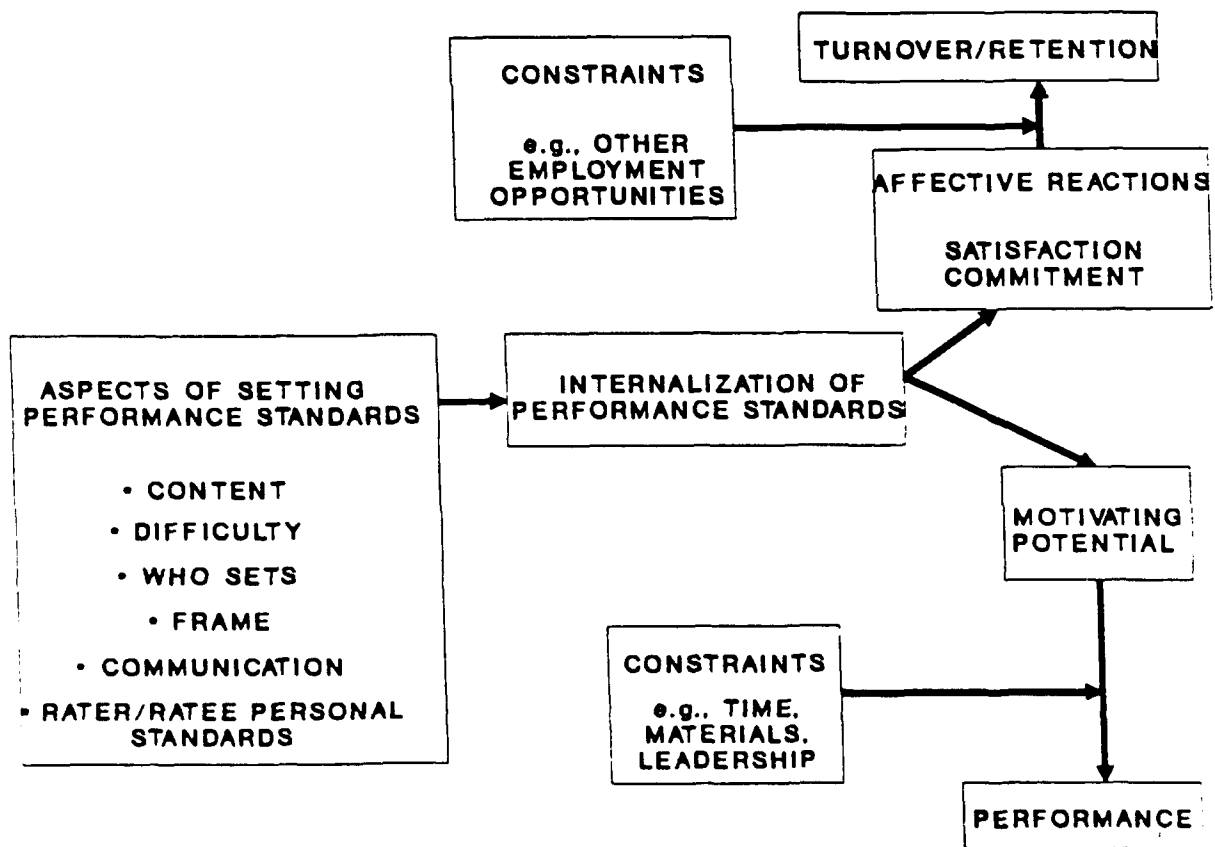 TURNOVER/RETENTION
CONSTRAINTS
e.g., OTHER
EMPLOYMENT
OPPORTUNITIES
AFFECTIVE REACTIONS
SATISFACTION
COMMITMENT
ASPECTS OF SETTING
PERFORMANCE STANDARDS
• CONTENT
• DIFFICULTY
• WHO SETS
• FRAME
• COMMUNICATION
• RATER/RATEE PERSONAL
STANDARDS
INTERNALIZATION OF
PERFORMANCE STANDARDS
MOTIVATING
POTENTIAL
CONSTRAINTS
e.g., TIME,
MATERIALS,
LEADERSHIP
PERFORMANCE